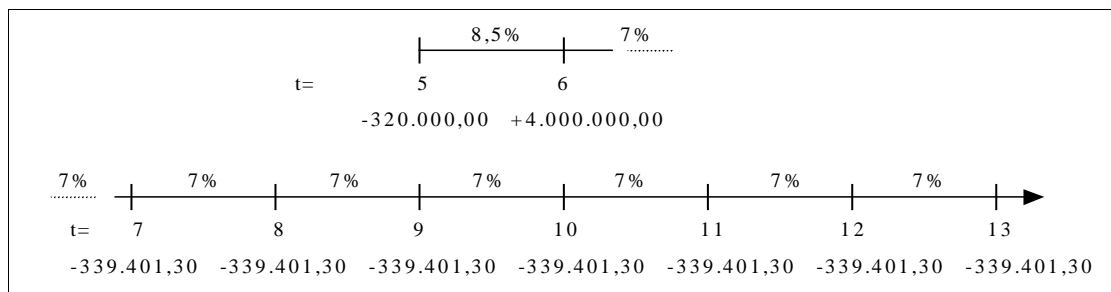 8,5% 7%
t= 5 6
-320.000,00 +4.000.000,00
7% 7% 7% 7% 7% 7% 7%
t= 7 8 9 10 11 12 13
-339.401,30 -339.401,30 -339.401,30 -339.401,30 -339.401,30 -339.401,30 -339.401,30